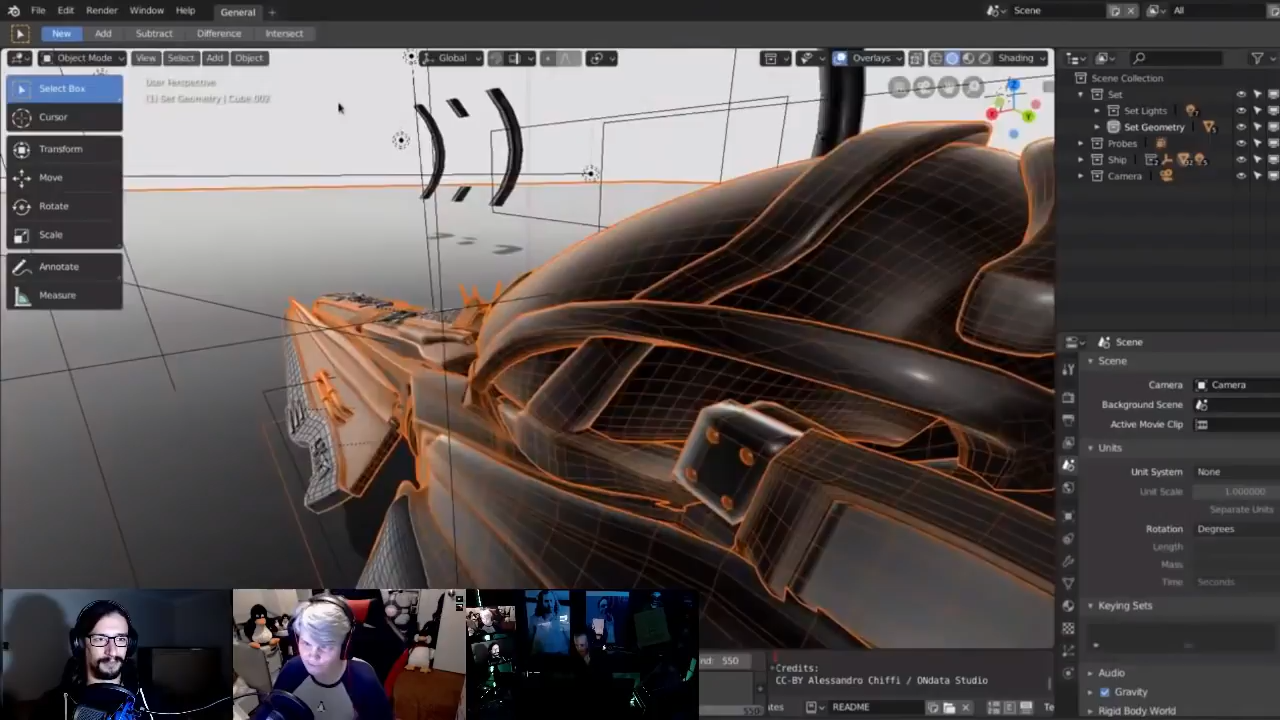 File Edit Render Window Help General + Scene All
New Add Subtract Difference Intersect
Object Mode View Select Add Object Global Overlays Shading
User Perspective
(1) Set Geometry | Cube.002
Select Box
Cursor
Transform
Move
Rotate
Scale
Annotate
Measure
Scene Collection
Set
Set Lights
Set Geometry
Probes
Ship
Camera
Scene
Scene
Camera Camera
Background Scene
Active Movie Clip
Units
Unit System None
Unit Scale 1.000000
Separate Units
Rotation Degrees
Length
Mass
Time Seconds
Keying Sets
Audio
Gravity
Rigid Body World
nd: 550
Credits:
CC-BY Alessandro Chiffi / ONdata Studio
README
Te